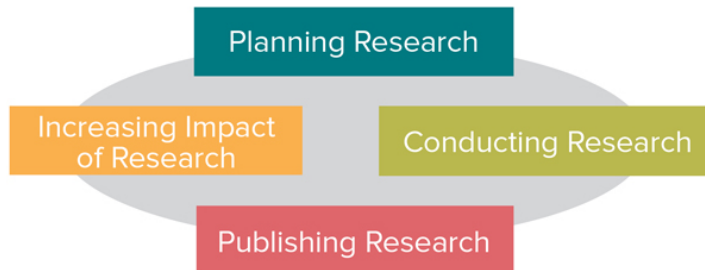 Planning Research
Increasing Impact
of Research
Conducting Research
Publishing Research